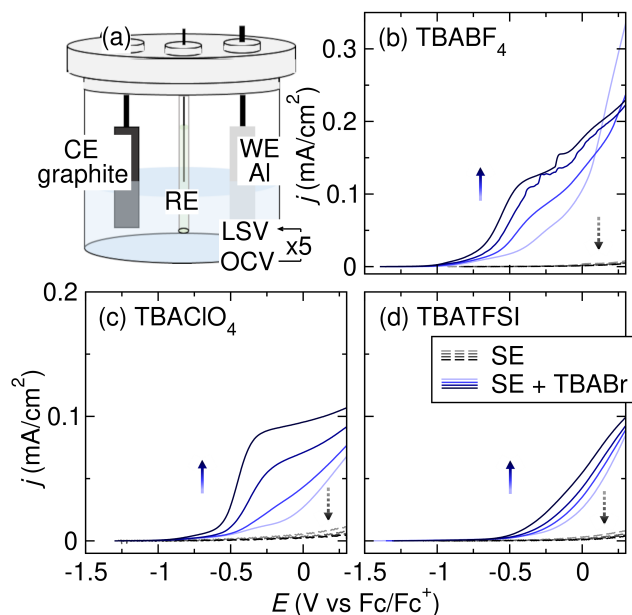 (a)
CE
graphite
WE
Al
RE
LSV
OCV
x5
(b) TBABF4
j (mA/cm2)
0.3
0.2
0.1
0
(c) TBAClO4
j (mA/cm2)
0.2
0.1
0
-1.5 -1 -0.5 0
(d) TBATFSI
SE
SE + TBABr
-1.5 -1 -0.5 0
E (V vs Fc/Fc+)